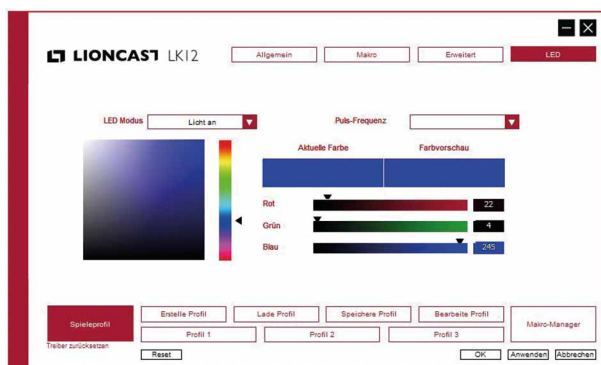 LIONCAST LK12
Allgemein Makro Erweitert LED
LED Modus Licht an Puls-Frequenz
Aktuelle Farbe Farbvorschau
Rot 22
Grün 4
Blau 245
Spieleprofil Erstelle Profil Lade Profil Speichere Profil Bearbeite Profil Makro-Manager
Profil 1 Profil 2 Profil 3
Treiber zurücksetzen
Reset OK Anwenden Abbrechen